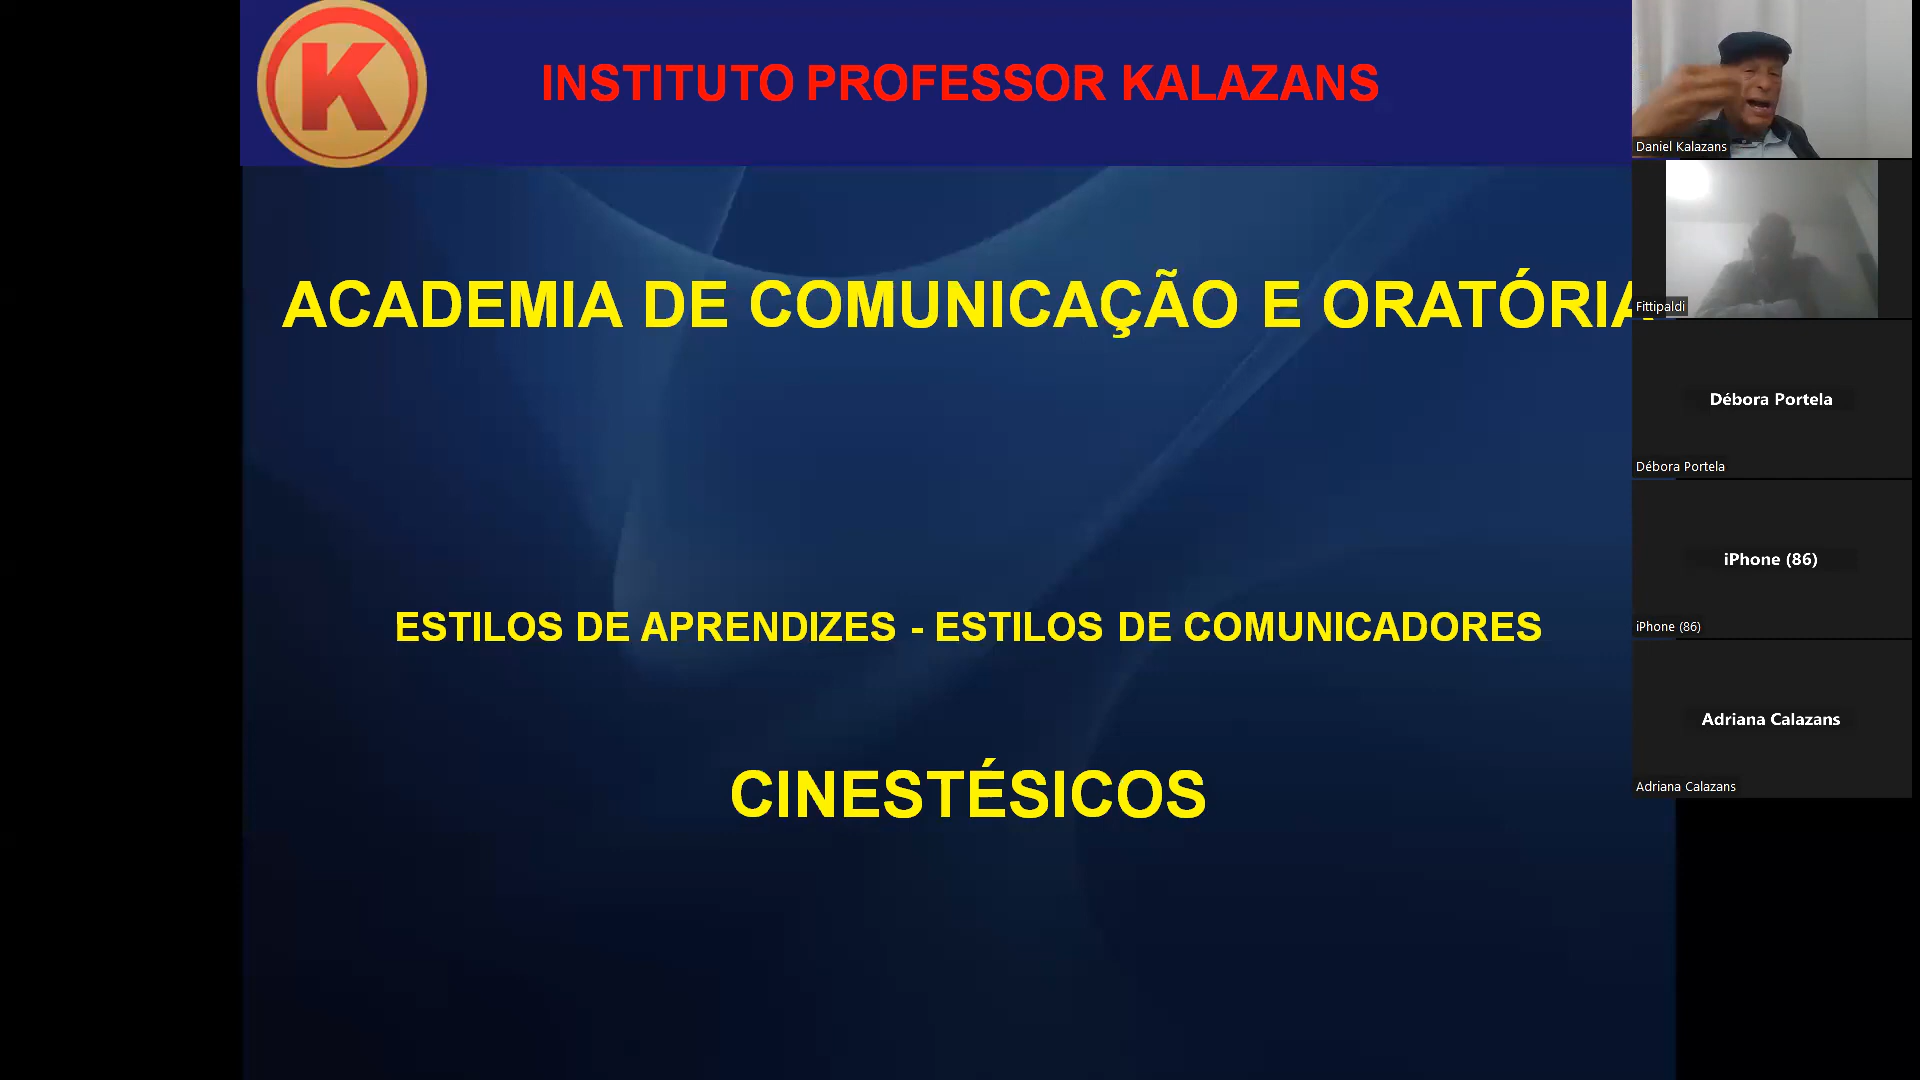 K
INSTITUTO PROFESSOR KALAZANS
ACADEMIA DE COMUNICAÇÃO E ORATÓRIA
ESTILOS DE APRENDIZES - ESTILOS DE COMUNICADORES
CINESTÉSICOS
Daniel Kalazans
Fittipaldi
Débora Portela
Débora Portela
iPhone (86)
iPhone (86)
Adriana Calazans
Adriana Calazans